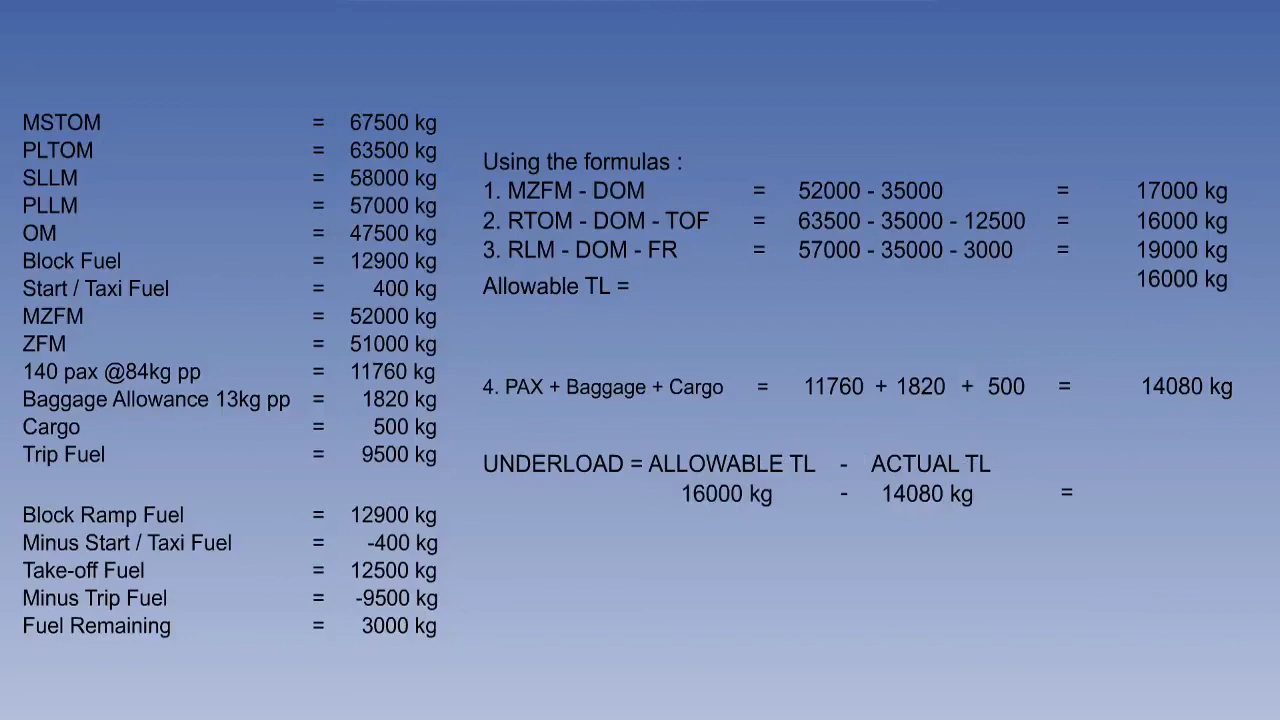 MSTOM = 67500 kg
PLTOM = 63500 kg
SLLM = 58000 kg
PLLM = 57000 kg
OM = 47500 kg
Block Fuel = 12900 kg
Start / Taxi Fuel = 400 kg
MZFM = 52000 kg
ZFM = 51000 kg
140 pax @84kg pp = 11760 kg
Baggage Allowance 13kg pp = 1820 kg
Cargo = 500 kg
Trip Fuel = 9500 kg
Block Ramp Fuel = 12900 kg
Minus Start / Taxi Fuel = -400 kg
Take-off Fuel = 12500 kg
Minus Trip Fuel = -9500 kg
Fuel Remaining = 3000 kg
Using the formulas :
1. MZFM - DOM = 52000 - 35000 = 17000 kg
2. RTOM - DOM - TOF = 63500 - 35000 - 12500 = 16000 kg
3. RLM - DOM - FR = 57000 - 35000 - 3000 = 19000 kg
Allowable TL = 16000 kg
4. PAX + Baggage + Cargo = 11760 + 1820 + 500 = 14080 kg
UNDERLOAD = ALLOWABLE TL - ACTUAL TL
16000 kg - 14080 kg =